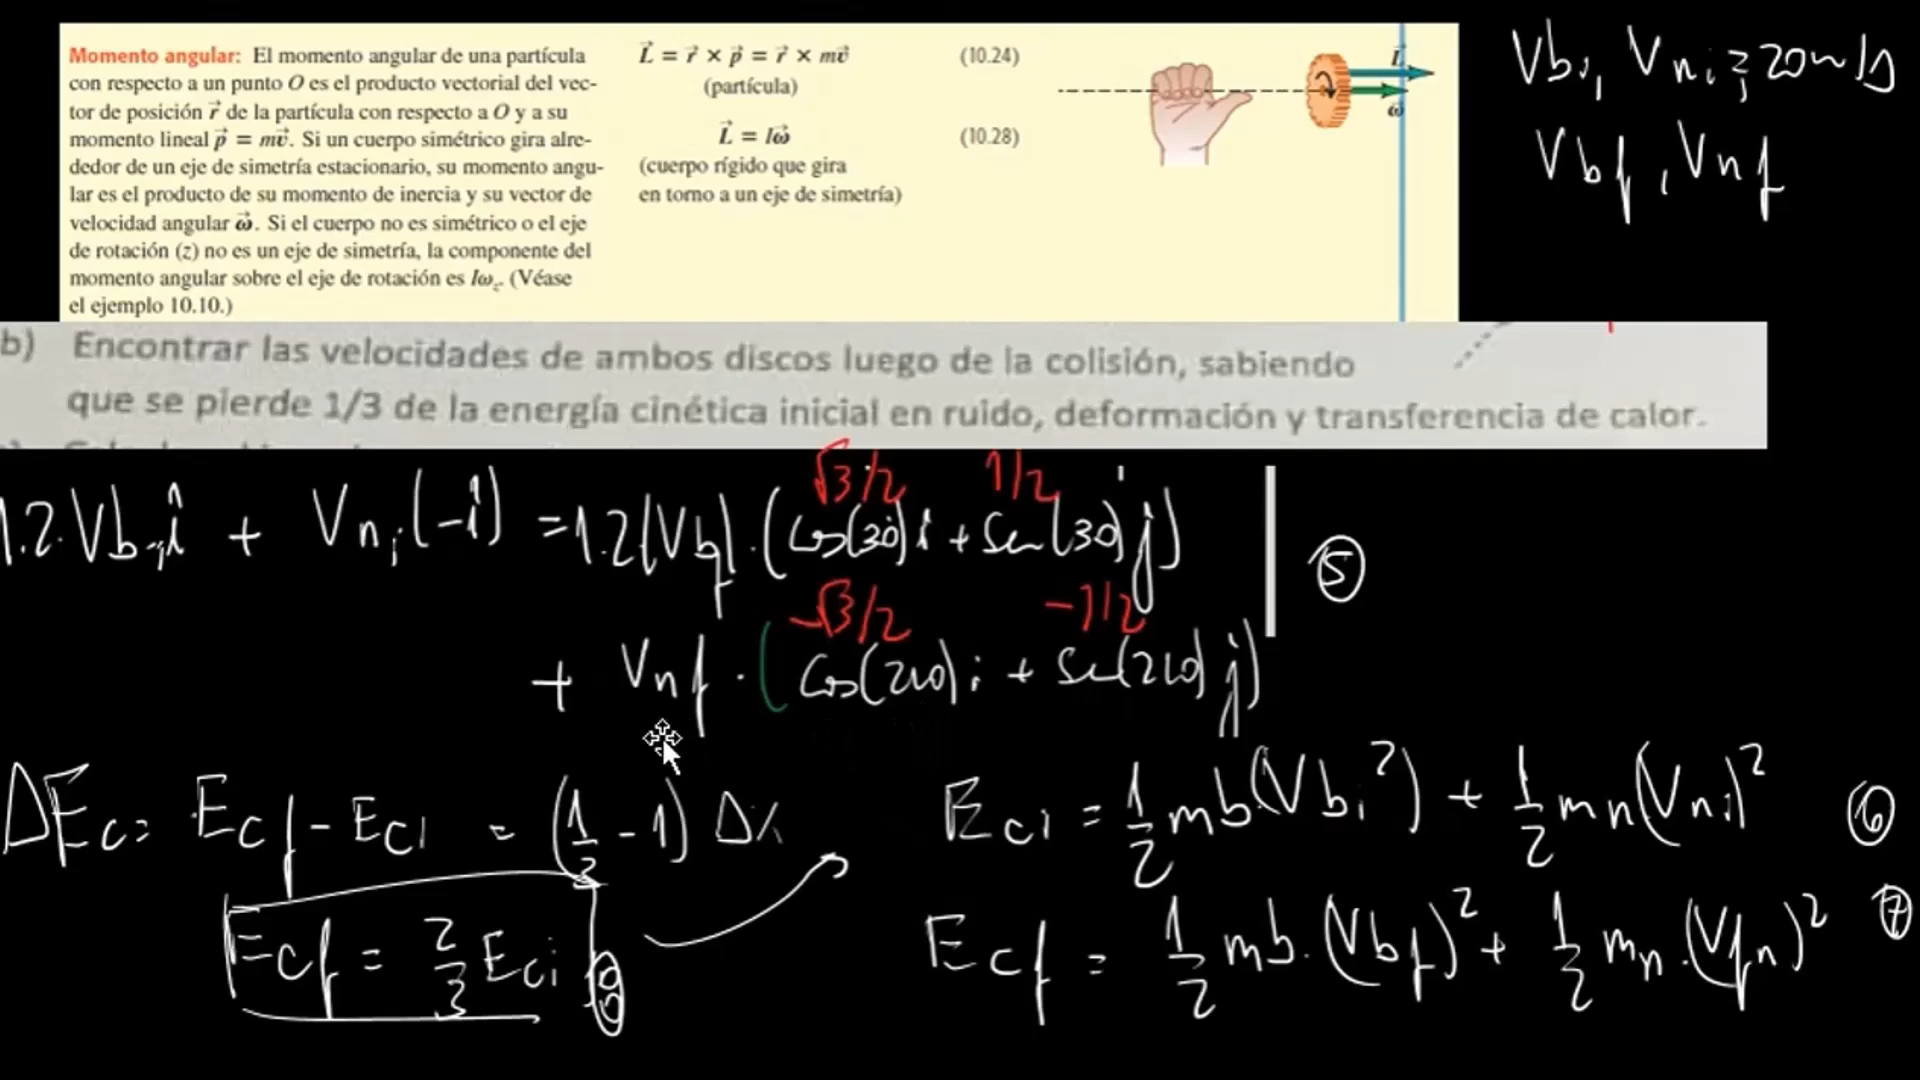 Momento angular: El momento angular de una partícula
con respecto a un punto O es el producto vectorial del vec-
tor de posición r⃗ de la partícula con respecto a O y a su
momento lineal p⃗ = mv⃗. Si un cuerpo simétrico gira alre-
dedor de un eje de simetría estacionario, su momento angu-
lar es el producto de su momento de inercia y su vector de
velocidad angular ω⃗. Si el cuerpo no es simétrico o el eje
de rotación (z) no es un eje de simetría, la componente del
momento angular sobre el eje de rotación es Iω_z. (Véase
el ejemplo 10.10.)
L⃗ = r⃗ × p⃗ = r⃗ × mv⃗ (10.24)
(partícula)
L⃗ = Iω⃗ (10.28)
(cuerpo rígido que gira
en torno a un eje de simetría)
L⃗
ω⃗
Vbi, Vni = 20 m/s
Vbf, Vnf
b) Encontrar las velocidades de ambos discos luego de la colisión, sabiendo
que se pierde 1/3 de la energía cinética inicial en ruido, deformación y transferencia de calor.
√3/2 1/2
1.2.Vbi î + Vni(-î) = 1.2(Vbf).(Cos(30)i + Sen(30)j) 5
-√3/2 -1/2
+ Vnf.(Cos(210)i + Sen(210)j)
ΔEc = Ecf - Eci = (1/3 - 1)
Ecf = 2/3 Eci 8
Eci = 1/2 mb(Vbi²) + 1/2 mn(Vni)² 6
Ecf = 1/2 mb.(Vbf)² + 1/2 mn.(Vfn)² 7